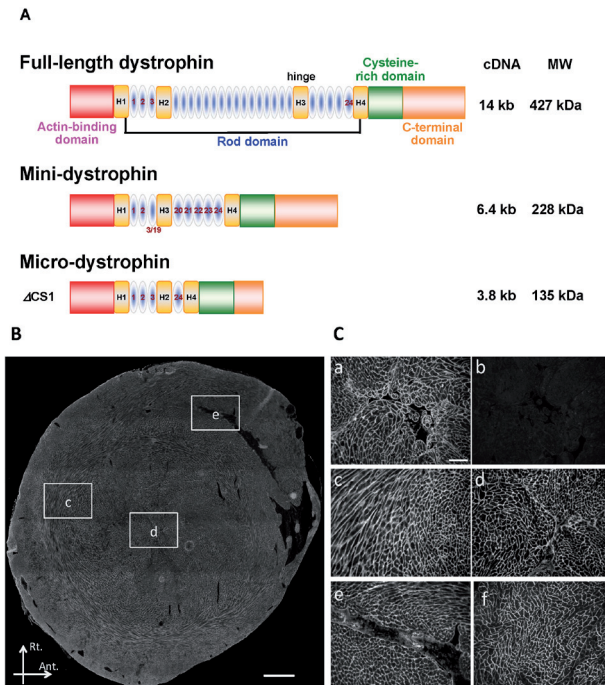 A
Full-length dystrophin
Cysteine-rich domain
cDNA
MW
hinge
H1 1 2 3 H2 H3 24 H4
14 kb
427 kDa
Actin-binding domain
Rod domain
C-terminal domain
Mini-dystrophin
H1 1 2 H3 20 21 22 23 24 H4
3/19
6.4 kb
228 kDa
Micro-dystrophin
⊿CS1
H1 1 2 3 H2 24 H4
3.8 kb
135 kDa
B
C
e
c
d
Rt.
Ant.
a
b
c
d
e
f